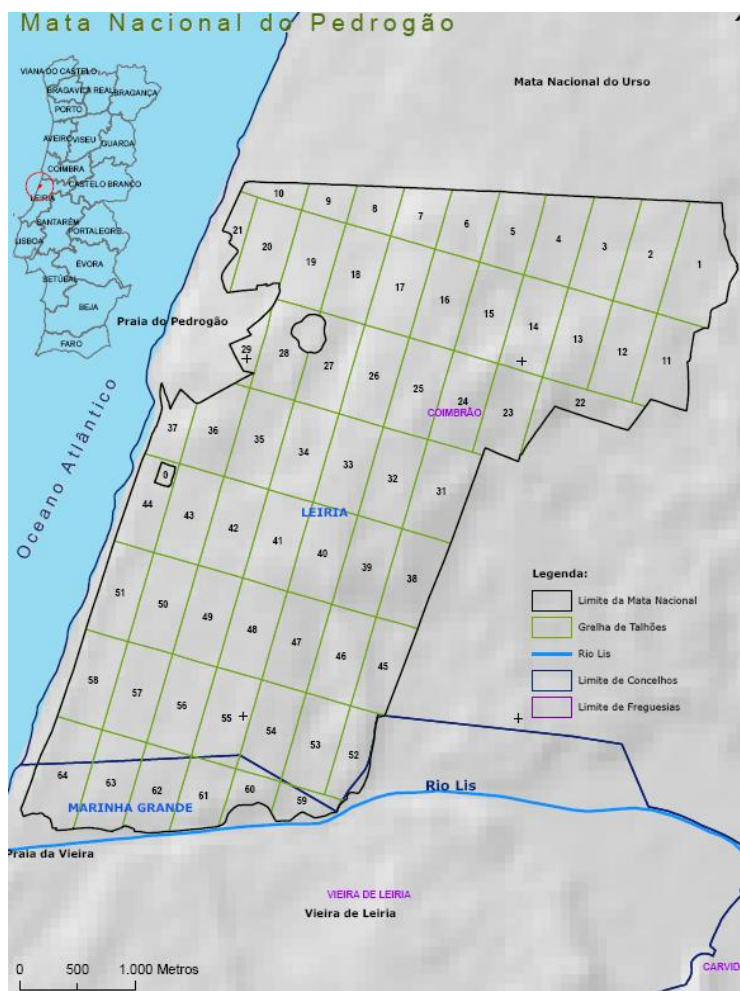 Mata Nacional do Pedrogão
VIANA DO CASTELO
BRAGA VILA REAL BRAGANÇA
PORTO
AVEIRO VISEU
GUARDA
COIMBRA
CASTELO BRANCO
LEIRIA
SANTARÉM
PORTALEGRE
LISBOA
ÉVORA
SETÚBAL
BEJA
FARO
Mata Nacional do Urso
10 9 8 7 6 5 4 3 2 1
21 20 19 18 17 16 15 14 13 12 11
Praia do Pedrogão
29 28 27 26 25 24 23 22
COIMBRÃO
Oceano Atlântico
37 36 35 34 33 32 31
0
LEIRIA
44 43 42 41 40 39 38
51 50 49 48 47 46 45
58 57 56 55 54 53 52
64 63 62 61 60 59
MARINHA GRANDE
Legenda:
Limite da Mata Nacional
Grelha de Talhões
Rio Lis
Limite de Concelhos
Limite de Freguesias
Rio Lis
Praia da Vieira
VIEIRA DE LEIRIA
Vieira de Leiria
CARVID
0 500 1.000 Metros